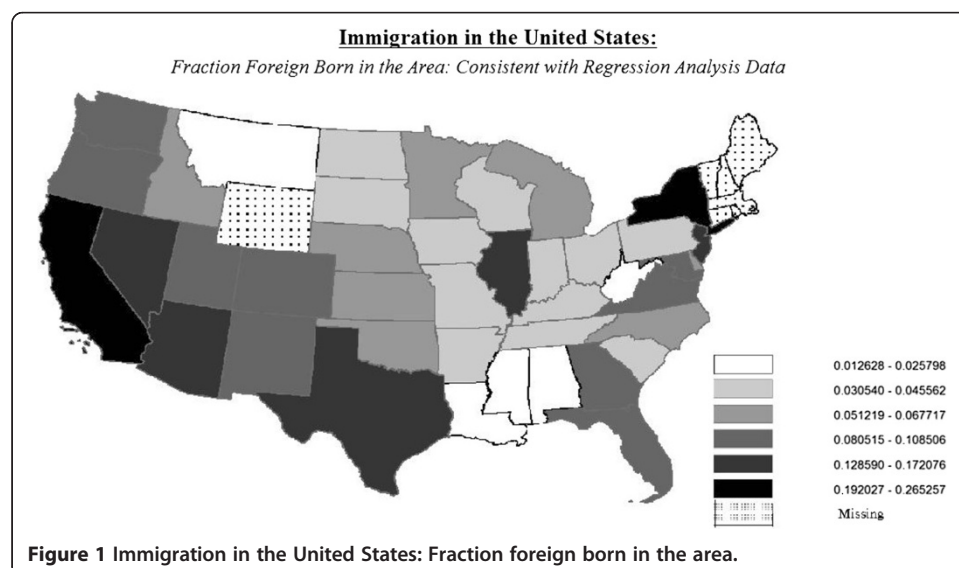 Immigration in the United States:
Fraction Foreign Born in the Area: Consistent with Regression Analysis Data
0.012628 - 0.025798
0.030540 - 0.045562
0.051219 - 0.067717
0.080515 - 0.108506
0.128590 - 0.172076
0.192027 - 0.265257
Missing
Figure 1 Immigration in the United States: Fraction foreign born in the area.